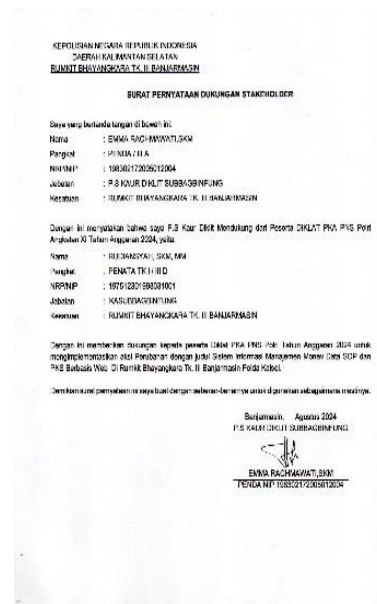 KEPOLISIAN NEGARA REPUBLIK INDONESIA
DAERAH KALIMANTAN SELATAN
RUMKIT BHAYANGKARA TK. III BANJARMASIN
SURAT PERNYATAAN DUKUNGAN STAKEHOLDER
Saya yang bertanda tangan di bawah ini:
Nama : EMMA RACHMAWATI,SKM
Pangkat : PENDA / III A
NRP/NIP : 198302172005012004
Jabatan : P.S KAUR DIKLIT SUBBAGBINFUNG
Kesatuan : RUMKIT BHAYANGKARA TK. III BANJARMASIN
Dengan ini menyatakan bahwa saya P.S Kaur Diklit Mendukung dari Peserta DIKLAT PKA PNS Polri
Angkatan XI Tahun Anggaran 2024, yaitu:
Nama : RUDIANSYAH, SKM, MM
Pangkat : PENATA TK I / III D
NRP/NIP : 197512301998031001
Jabatan : KASUBBAGBINFUNG
Kesatuan : RUMKIT BHAYANGKARA TK. III BANJARMASIN
Dengan ini memberikan dukungan kepada peserta Diklat PKA PNS Polri Tahun Anggaran 2024 untuk
mengimplementasikan aksi Perubahan dengan judul Sistem Informasi Manajemen Monev Data SOP dan
PKS Berbasis Web Di Rumkit Bhayangkara Tk. III Banjarmasin Polda Kalsel.
Demikian surat pernyataan ini saya buat dengan sebenar-benarnya untuk digunakan sebagaimana mestinya.
Banjarmasin, Agustus 2024
P.S KAUR DIKLIT SUBBAGBINFUNG
EMMA RACHMAWATI,SKM
PENDA NIP 198302172005012004